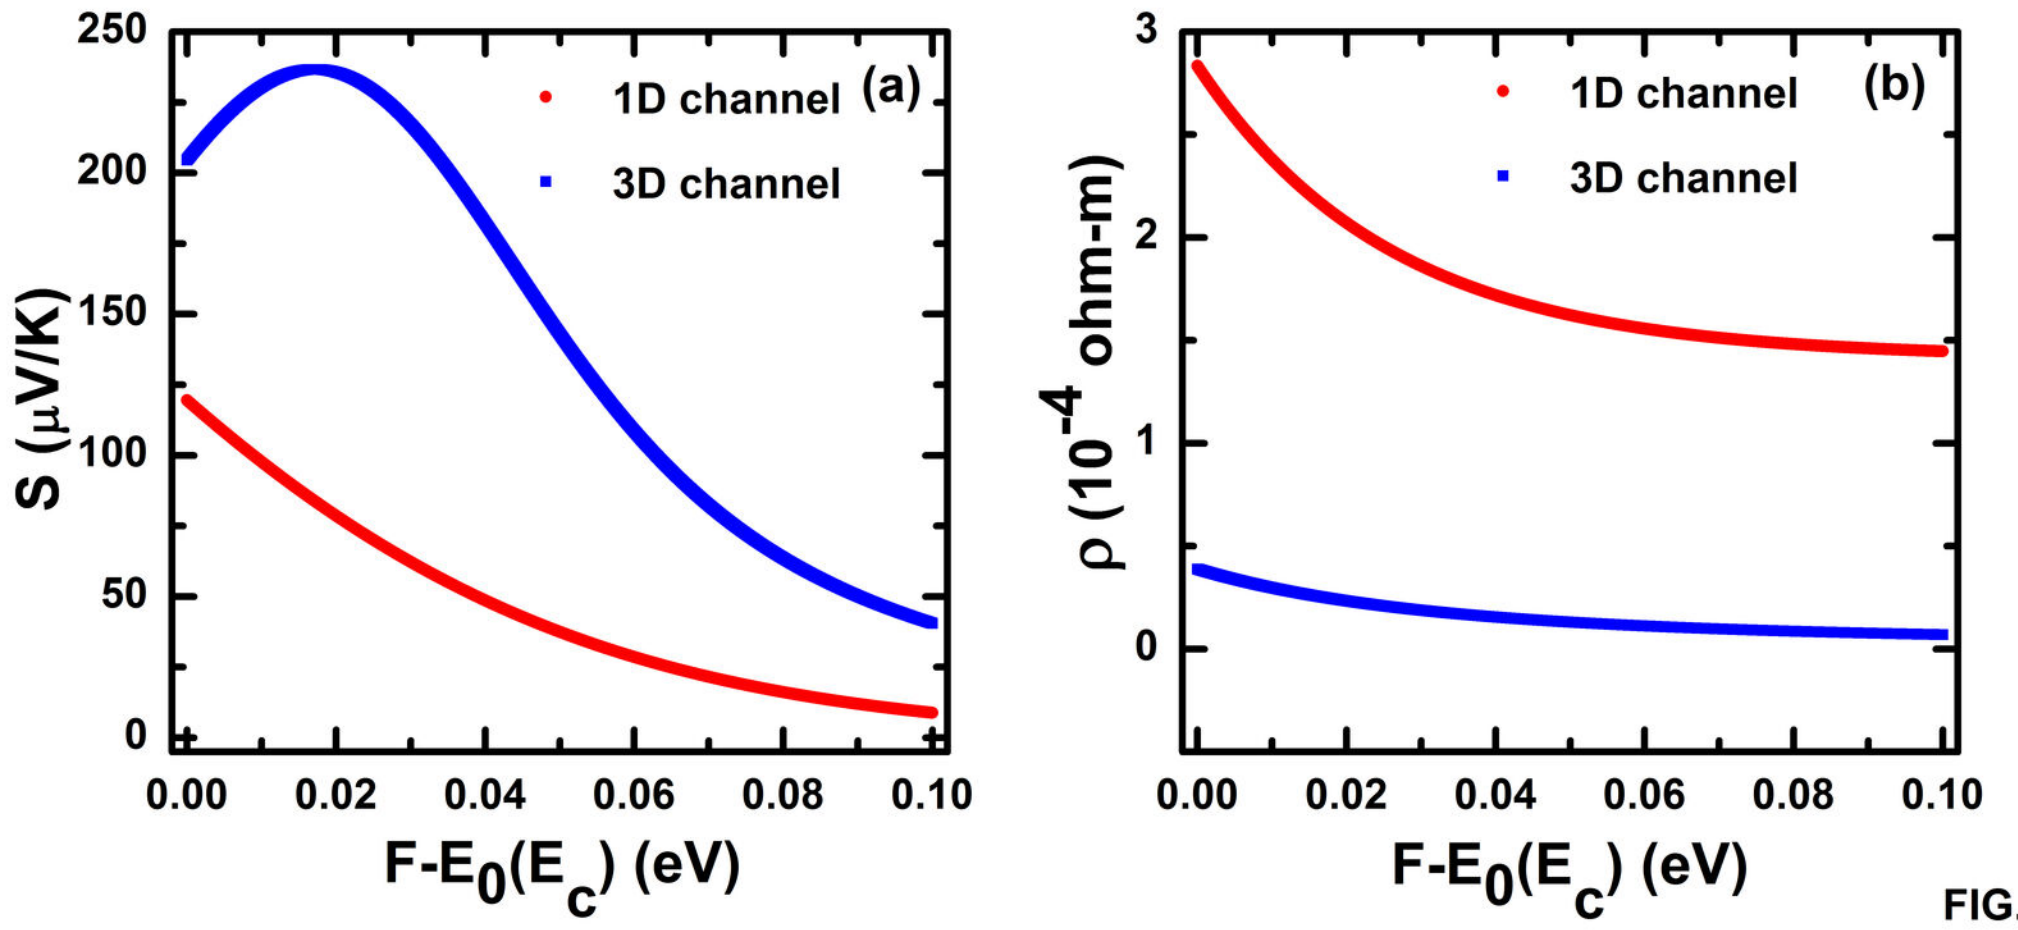 250
200
150
100
50
0
S (μV/K)
1D channel
3D channel
(a)
0.00 0.02 0.04 0.06 0.08 0.10
F-E0(Ec) (eV)
3
2
1
0
ρ (10-4 ohm-m)
1D channel
3D channel
(b)
0.00 0.02 0.04 0.06 0.08 0.10
F-E0(Ec) (eV)
FIG.